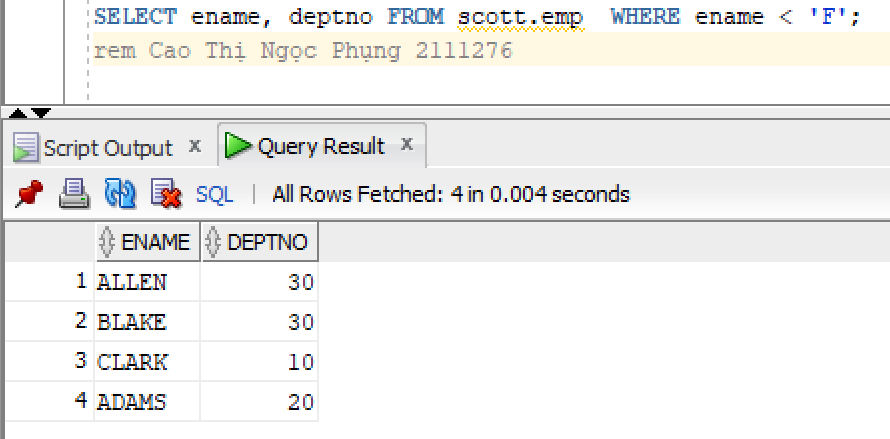 SELECT ename, deptno FROM scott.emp  WHERE ename < 'F';
rem Cao Thị Ngọc Phụng 2111276
Script Output x Query Result x
SQL | All Rows Fetched: 4 in 0.004 seconds
ENAME DEPTNO
1 ALLEN 30
2 BLAKE 30
3 CLARK 10
4 ADAMS 20